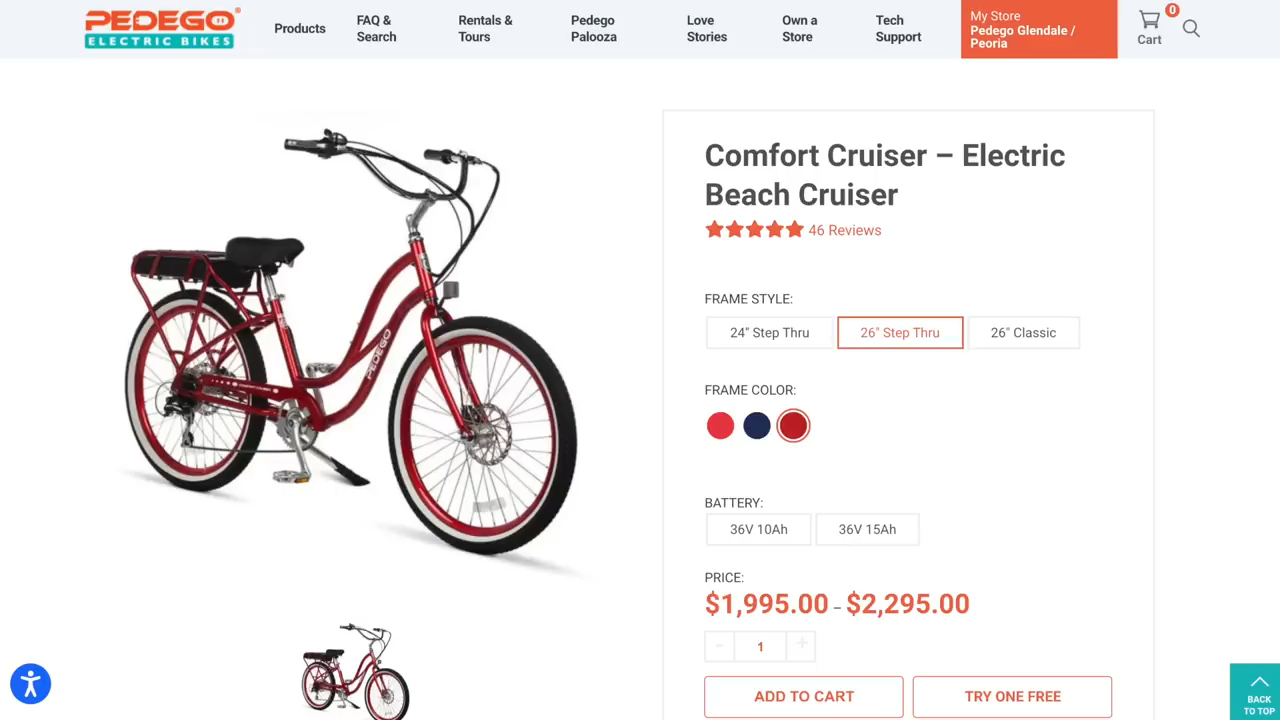 PEDEGO®
ELECTRIC BIKES
Products
FAQ &
Search
Rentals &
Tours
Pedego
Palooza
Love
Stories
Own a
Store
Tech
Support
My Store
Pedego Glendale /
Peoria
0
Cart
PEDEGO
Comfort Cruiser – Electric
Beach Cruiser
46 Reviews
FRAME STYLE:
24" Step Thru
26" Step Thru
26" Classic
FRAME COLOR:
BATTERY:
36V 10Ah
36V 15Ah
PRICE:
$1,995.00 – $2,295.00
− 1 +
ADD TO CART
TRY ONE FREE
BACK
TO TOP